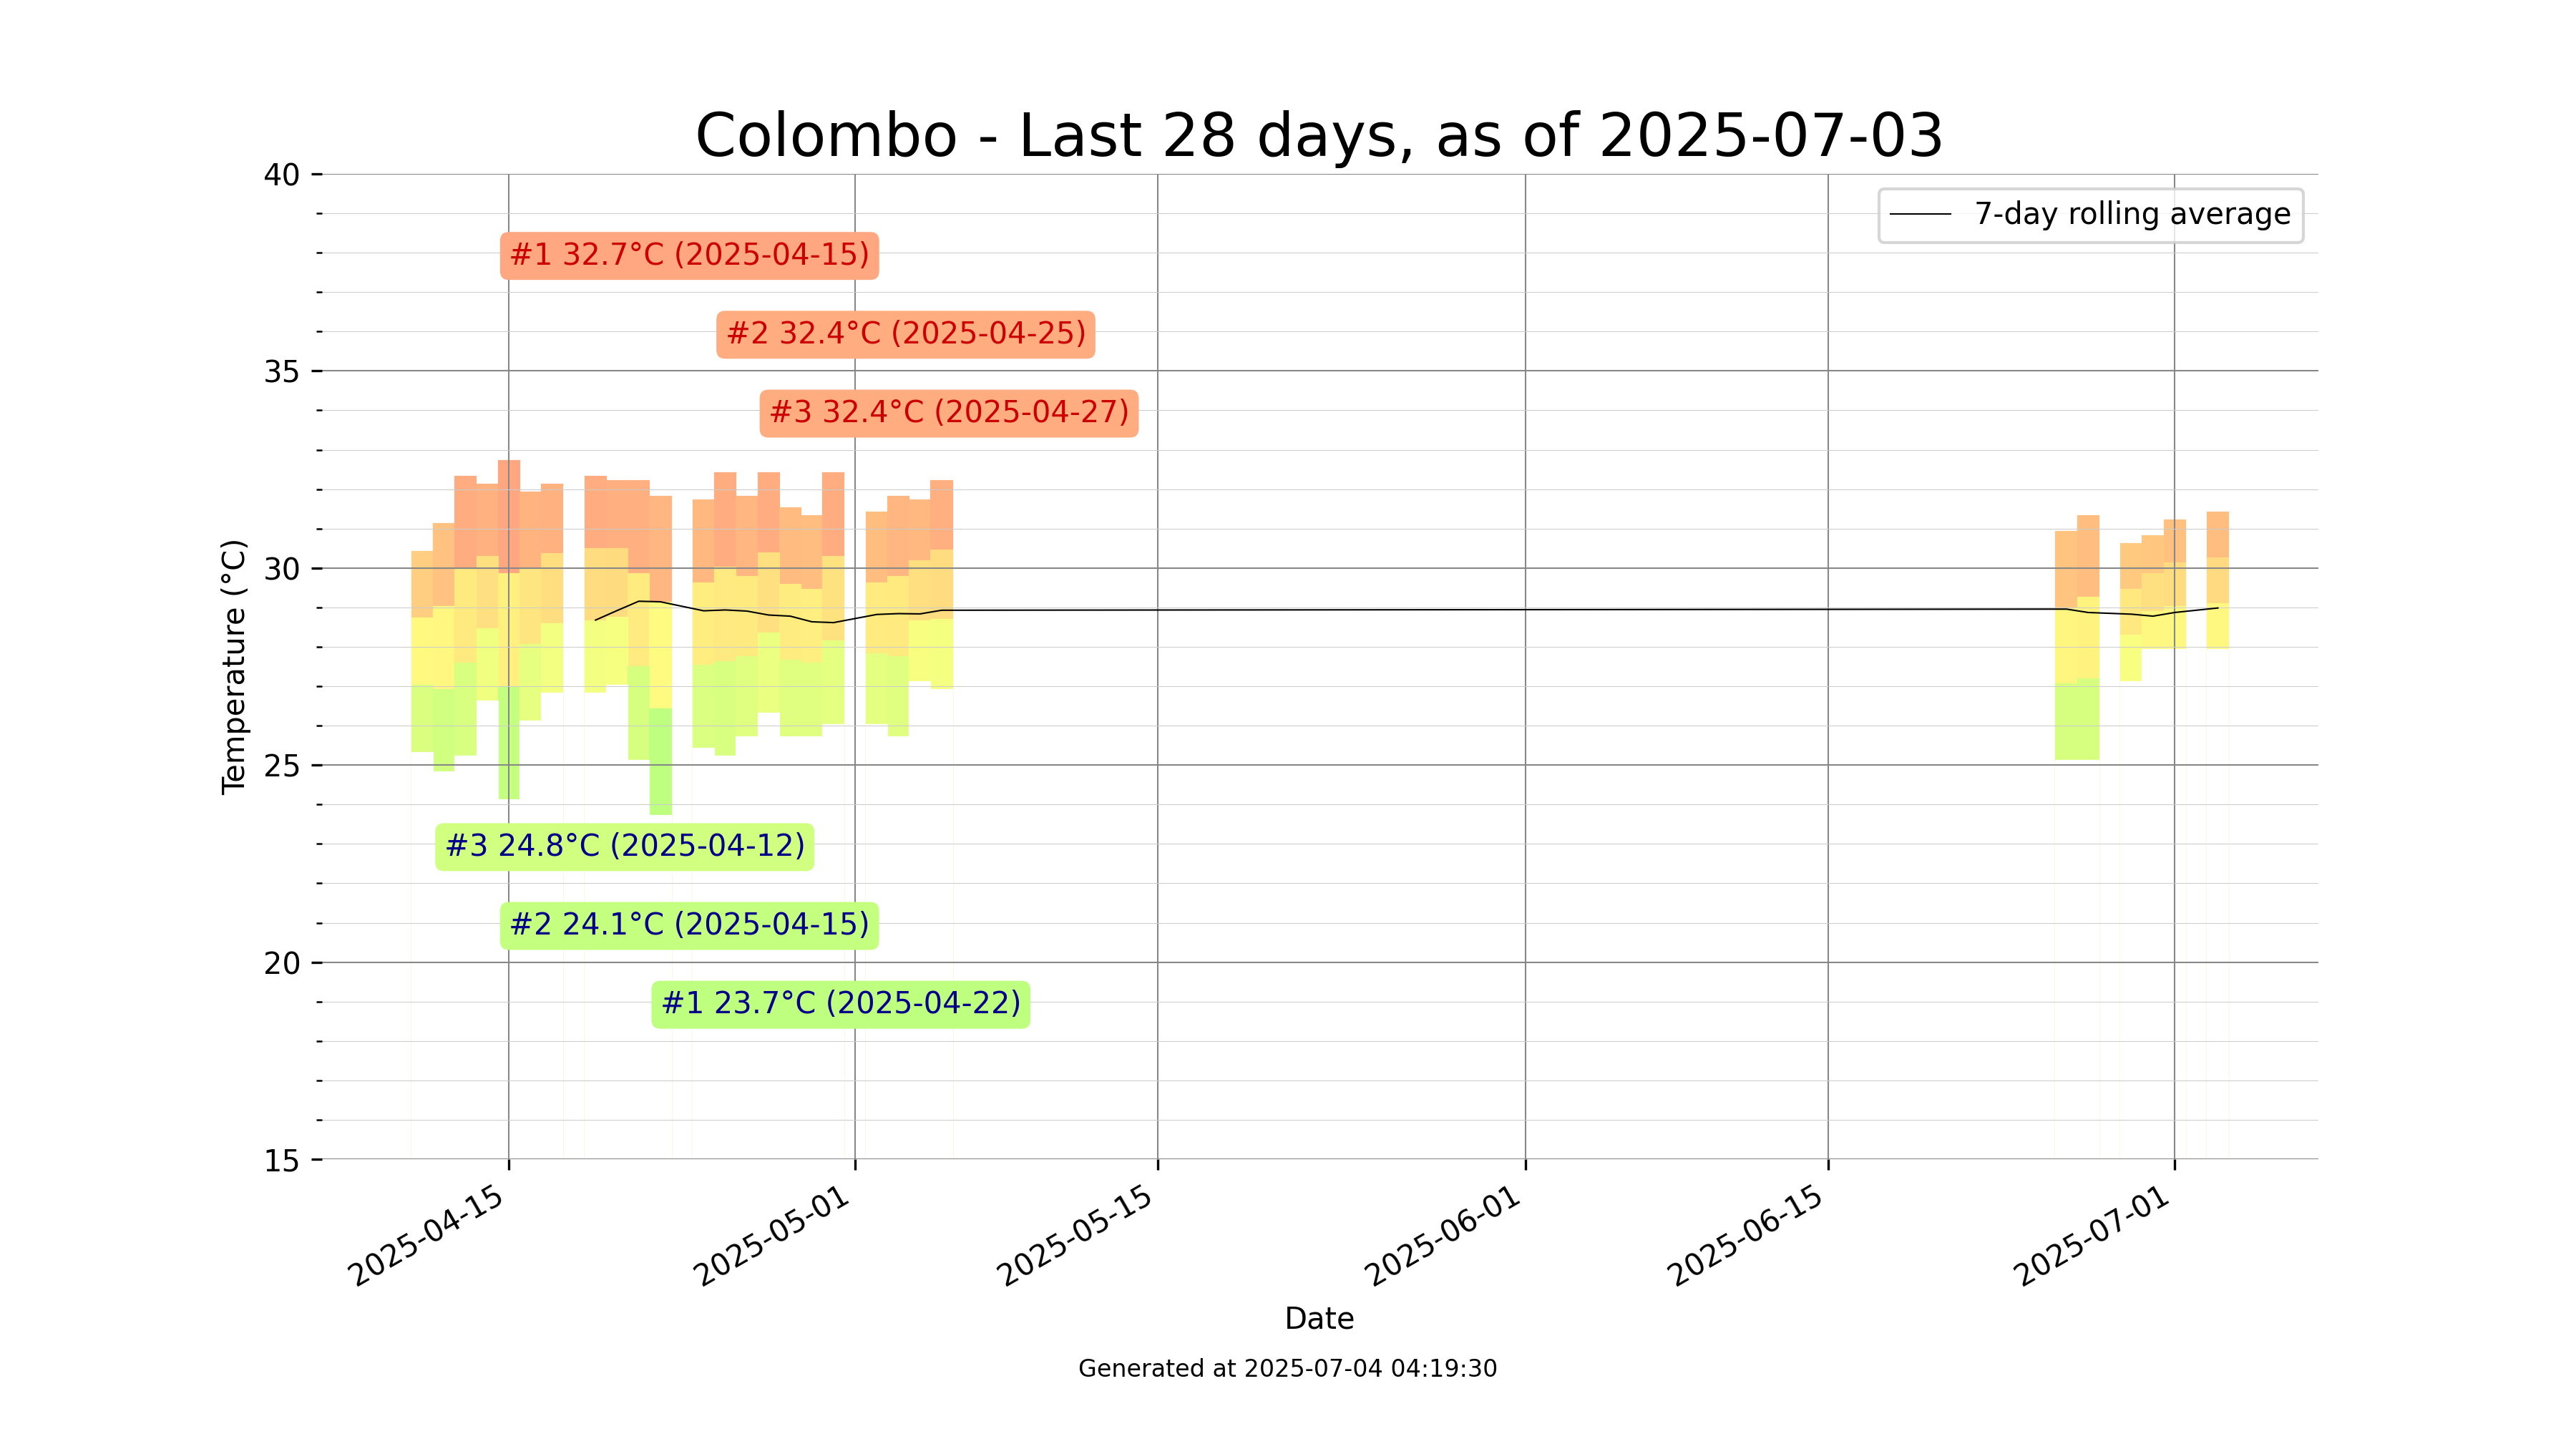 Colombo - Last 28 days, as of 2025-07-03
7-day rolling average
#1 32.7°C (2025-04-15)
#2 32.4°C (2025-04-25)
#3 32.4°C (2025-04-27)
40
35
30
25
20
15
Temperature (°C)
#3 24.8°C (2025-04-12)
#2 24.1°C (2025-04-15)
#1 23.7°C (2025-04-22)
2025-04-15
2025-05-01
2025-05-15
2025-06-01
2025-06-15
2025-07-01
Date
Generated at 2025-07-04 04:19:30